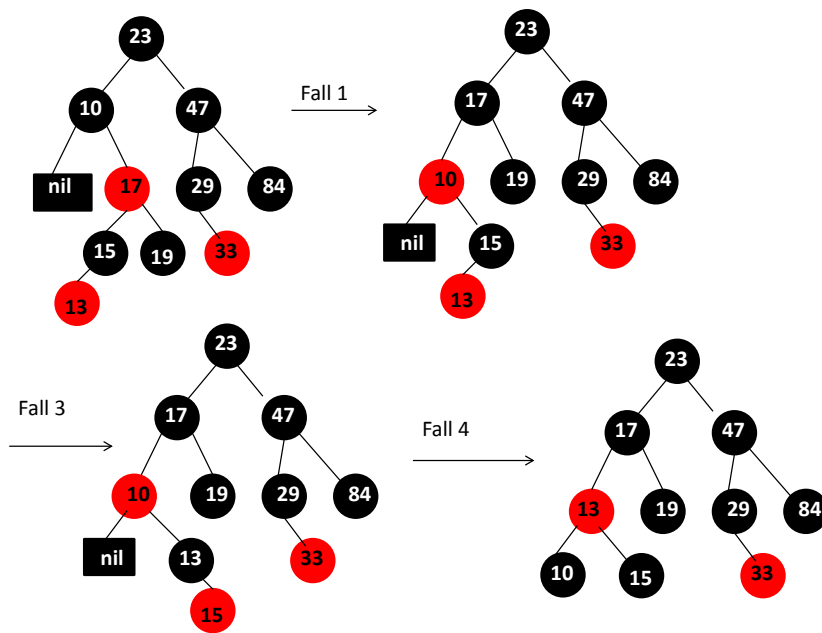 23
10 47
Fall 1
nil 17 29 84
15 19 33
13
23
17 47
10 19 29 84
nil 15 33
13
Fall 3
23
17 47
10 19 29 84
nil 13 33
15
Fall 4
23
17 47
13 19 29 84
10 15 33